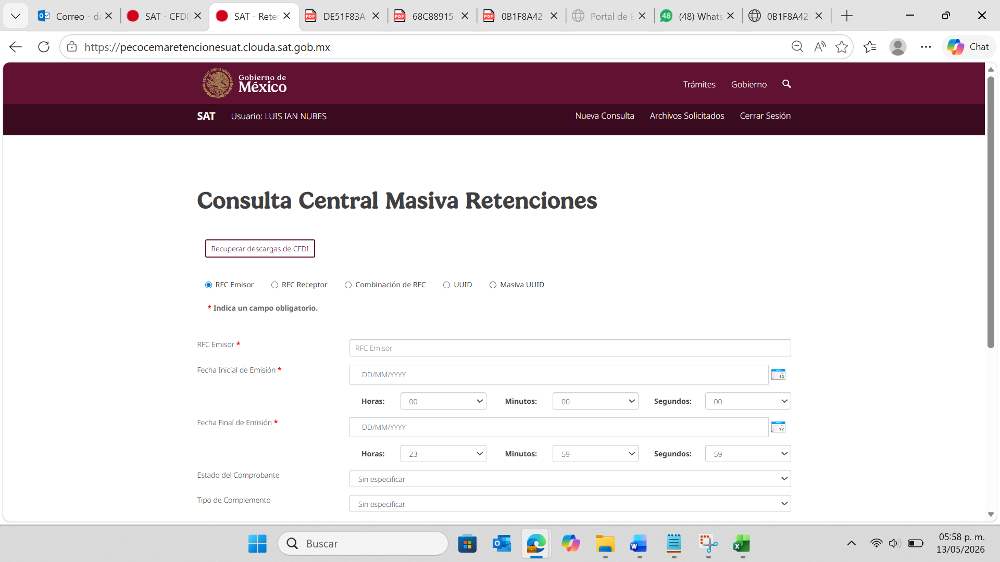 Correo - da
SAT - CFDI
SAT - Reten
DE51F83A-
68C88915-
0B1F8A42-
Portal de E
(48) Whats
0B1F8A42-
https://pecocemaretencionesuat.clouda.sat.gob.mx
Chat
Gobierno de
México
Trámites
Gobierno
SAT
Usuario: LUIS IAN NUBES
Nueva Consulta
Archivos Solicitados
Cerrar Sesión
Consulta Central Masiva Retenciones
Recuperar descargas de CFDI
RFC Emisor
RFC Receptor
Combinación de RFC
UUID
Masiva UUID
* Indica un campo obligatorio.
RFC Emisor *
RFC Emisor
Fecha Inicial de Emisión *
DD/MM/YYYY
Horas: 00 Minutos: 00 Segundos: 00
Fecha Final de Emisión *
DD/MM/YYYY
Horas: 23 Minutos: 59 Segundos: 59
Estado del Comprobante
Sin especificar
Tipo de Complemento
Sin especificar
Buscar
05:58 p. m.
13/05/2026